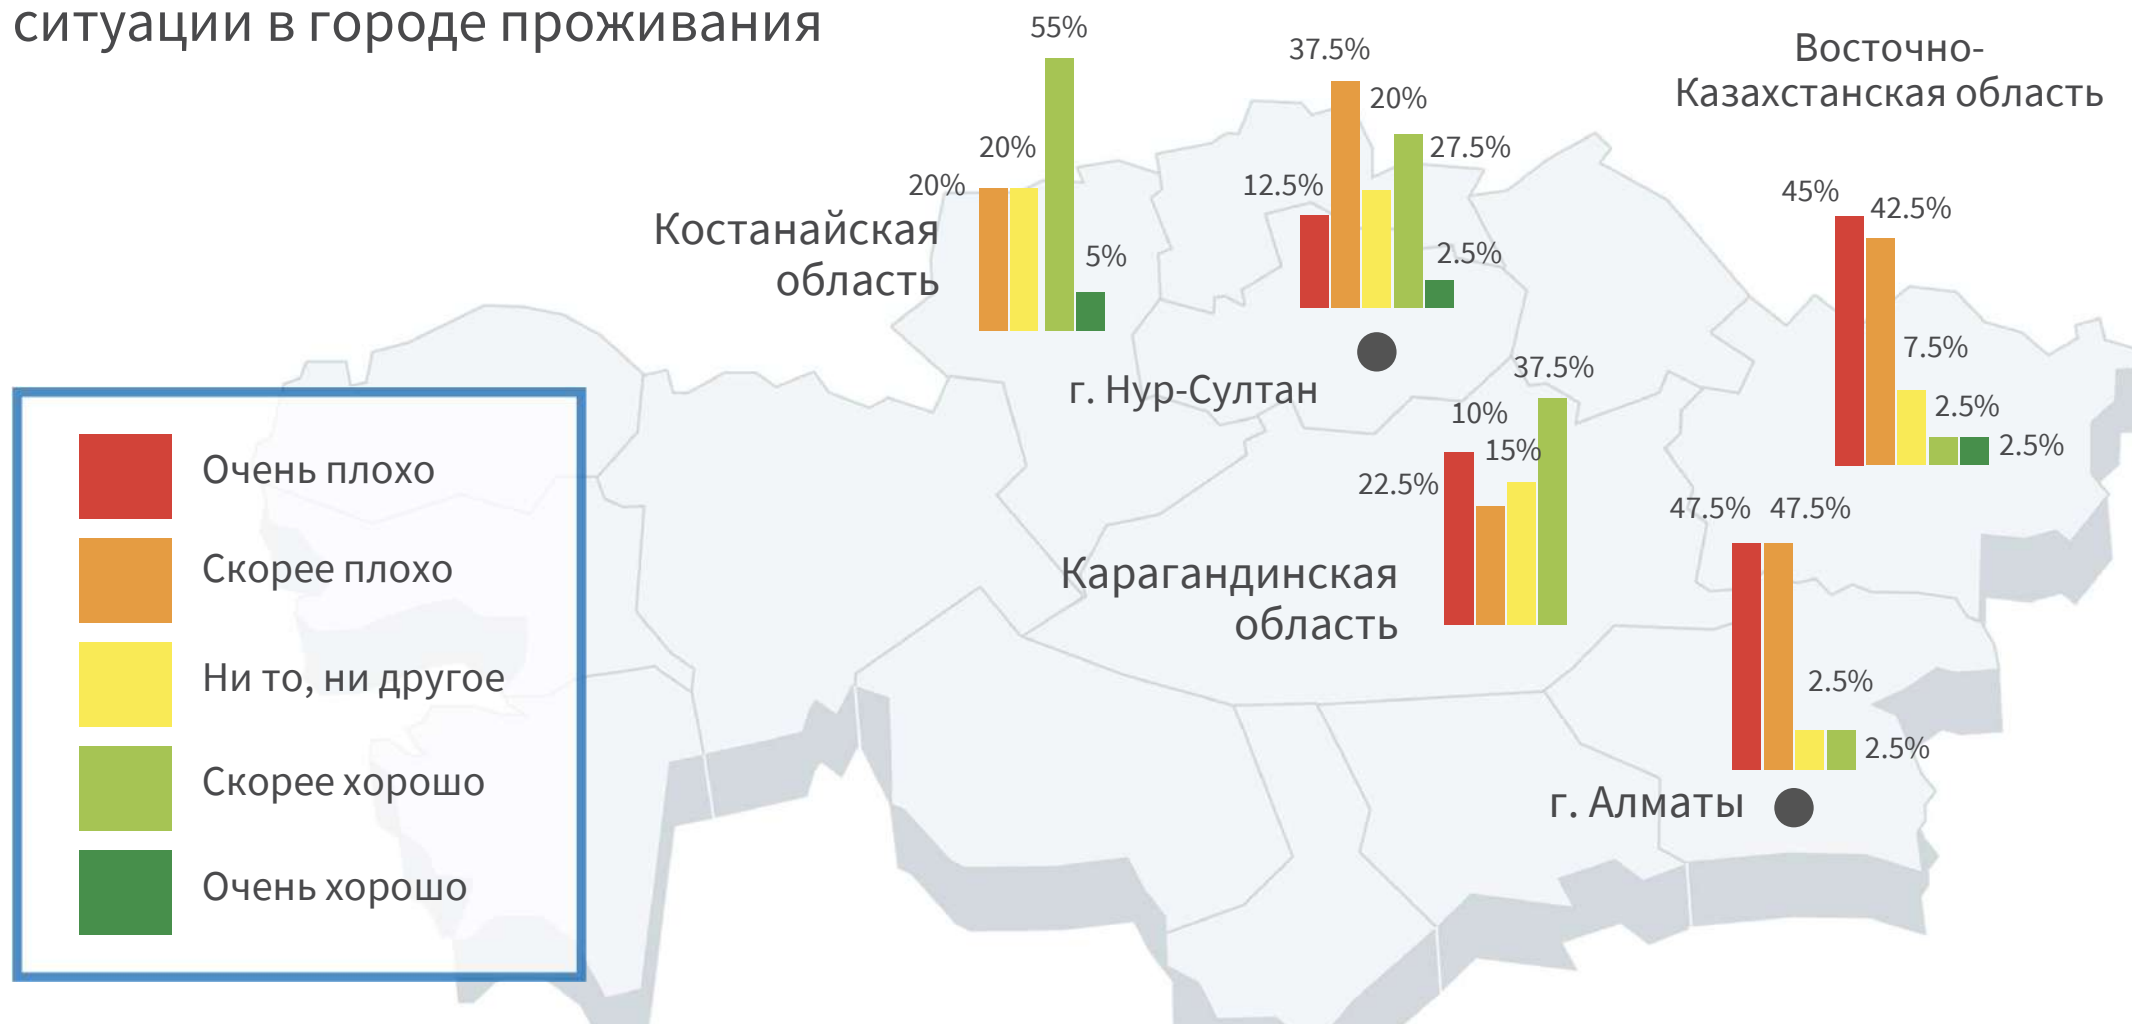 ситуации в городе проживания
55%
20%
20%
5%
Костанайская
область
37.5%
20%
27.5%
12.5%
2.5%
г. Нур-Султан
Восточно-
Казахстанская область
45%
42.5%
7.5%
2.5%
2.5%
37.5%
10%
15%
22.5%
Карагандинская
область
47.5%
47.5%
2.5%
2.5%
г. Алматы
Очень плохо
Скорее плохо
Ни то, ни другое
Скорее хорошо
Очень хорошо